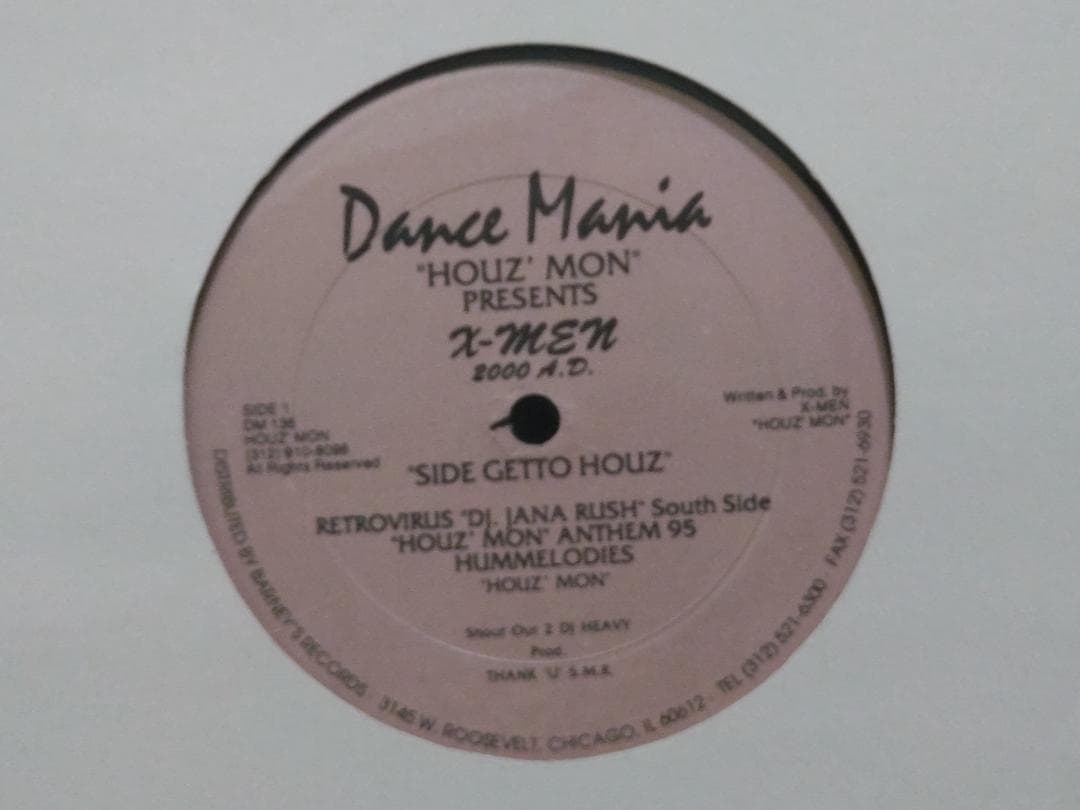 Dance Mania
"HOUZ' MON"
PRESENTS
X-MEN
2000 A.D.
SIDE 1
DM 136
HOUZ' MON
(312) 910-8098
All Rights Reserved
Written & Prod. by
X-MEN
"HOUZ' MON"
"SIDE GETTO HOUZ"
RETROVIRUS "DJ. JANA RUSH" South Side
"HOUZ' MON" ANTHEM 95
HUMMELODIES
"HOUZ' MON"
Shout Out 2 DJ HEAVY
Prod.
THANK 'U' S.M.R.
DISTRIBUTED BY BARNEY'S RECORDS · 3145 W. ROOSEVELT, CHICAGO, IL 60612 · TEL (312) 521-6300 · FAX (312) 521-6930